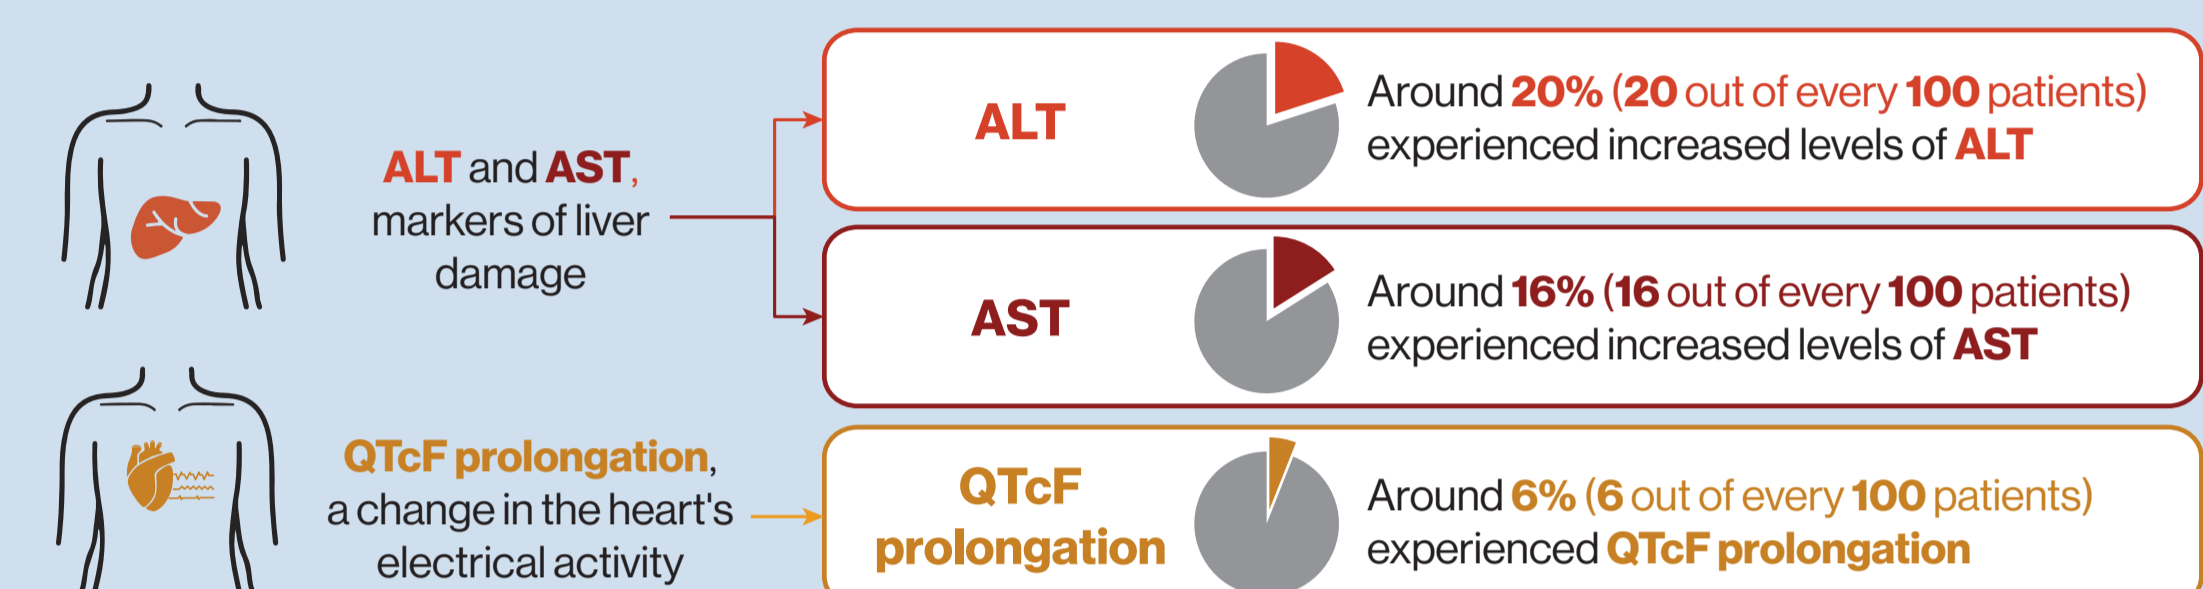 ALT and AST,
markers of liver
damage
ALT
Around 20% (20 out of every 100 patients)
experienced increased levels of ALT
AST
Around 16% (16 out of every 100 patients)
experienced increased levels of AST
QTcF prolongation,
a change in the heart's
electrical activity
QTcF
prolongation
Around 6% (6 out of every 100 patients)
experienced QTcF prolongation